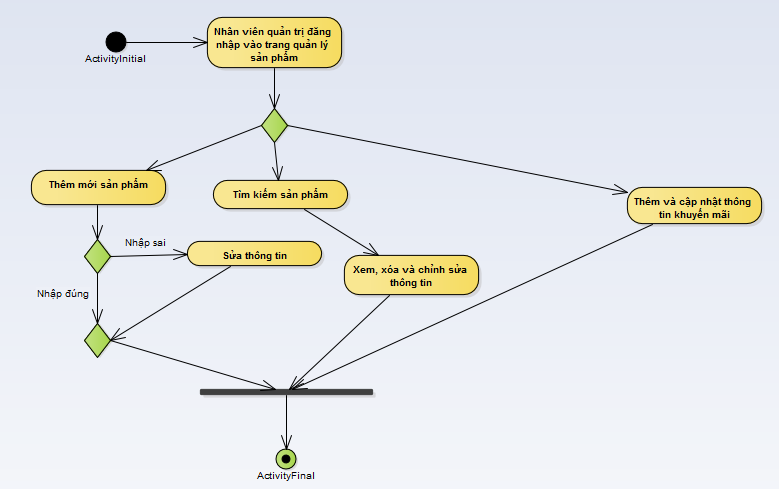 Nhân viên quản trị đăng
nhập vào trang quản lý
sản phẩm
ActivityInitial
Thêm mới sản phẩm
Tìm kiếm sản phẩm
Thêm và cập nhật thông
tin khuyến mãi
Nhập sai
Sửa thông tin
Xem, xóa và chỉnh sửa
thông tin
Nhập đúng
ActivityFinal